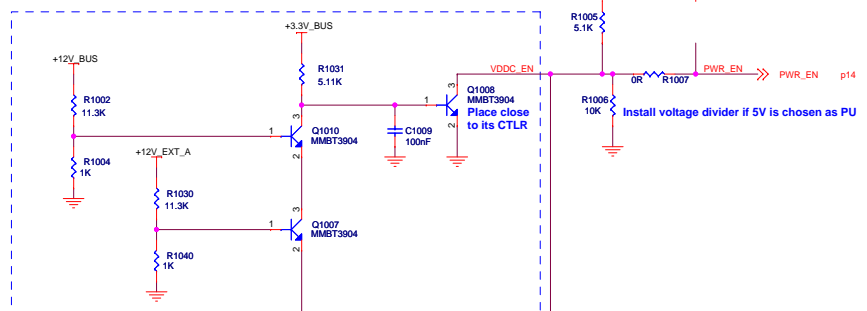 +3.3V_BUS
R1005
5.1K
+12V_BUS
R1031
5.11K
VDDC_EN
PWR_EN
PWR_EN
p14
0R
R1007
3
Q1008
MMBT3904
1
2
Place close
to its CTLR
R1002
11.3K
R1006
10K
Install voltage divider if 5V is chosen as PU
3
Q1010
MMBT3904
1
2
C1009
100nF
+12V_EXT_A
R1004
1K
R1030
11.3K
3
Q1007
MMBT3904
1
2
R1040
1K